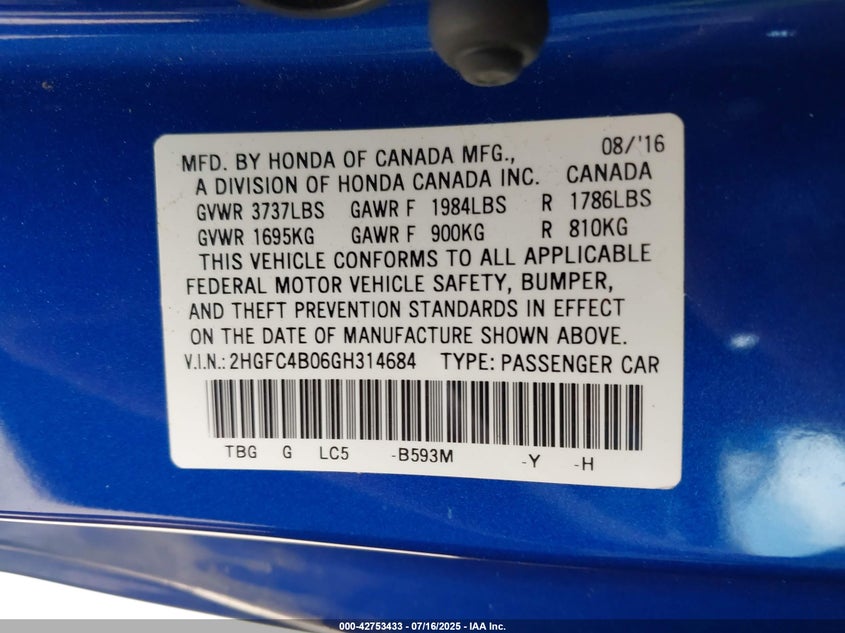 MFD. BY HONDA OF CANADA MFG., 08/'16
A DIVISION OF HONDA CANADA INC. CANADA
GVWR 3737LBS GAWR F 1984LBS R 1786LBS
GVWR 1695KG GAWR F 900KG R 810KG
THIS VEHICLE CONFORMS TO ALL APPLICABLE
FEDERAL MOTOR VEHICLE SAFETY, BUMPER,
AND THEFT PREVENTION STANDARDS IN EFFECT
ON THE DATE OF MANUFACTURE SHOWN ABOVE.
V.I.N.: 2HGFC4B06GH314684 TYPE: PASSENGER CAR
TBG G LC5 -B593M -Y -H
000-42753433 - 07/16/2025 - IAA Inc.